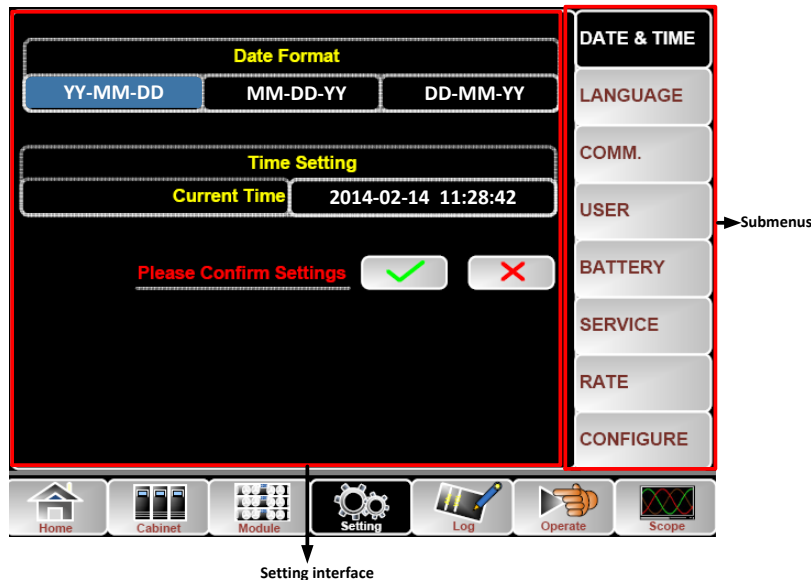 Date Format
YY-MM-DD MM-DD-YY DD-MM-YY
Time Setting
Current Time 2014-02-14 11:28:42
Please Confirm Settings
DATE & TIME
LANGUAGE
COMM.
USER
BATTERY
SERVICE
RATE
CONFIGURE
Submenus
Home Cabinet Module Setting Log Operate Scope
Setting interface